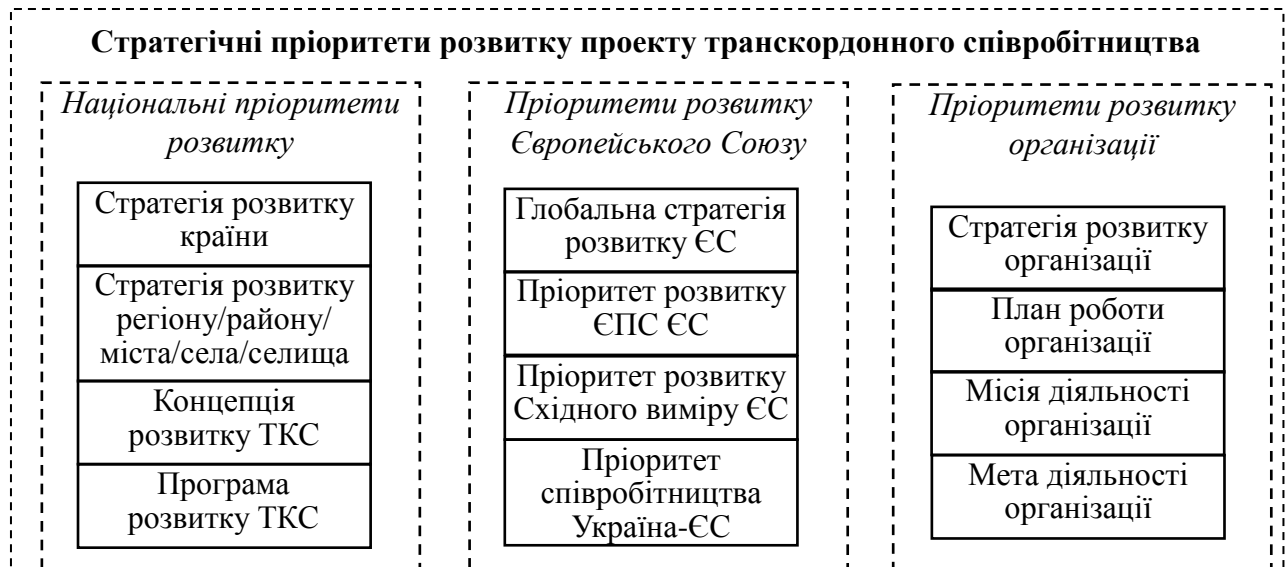 Стратегічні пріоритети розвитку проекту транскордонного співробітництва
Національні пріоритети
розвитку
Стратегія розвитку
країни
Стратегія розвитку
регіону/району/
міста/села/селища
Концепція
розвитку ТКС
Програма
розвитку ТКС
Пріоритети розвитку
Європейського Союзу
Глобальна стратегія
розвитку ЄС
Пріоритет розвитку
ЄПС ЄС
Пріоритет розвитку
Східного виміру ЄС
Пріоритет
співробітництва
Україна-ЄС
Пріоритети розвитку
організації
Стратегія розвитку
організації
План роботи
організації
Місія діяльності
організації
Мета діяльності
організації